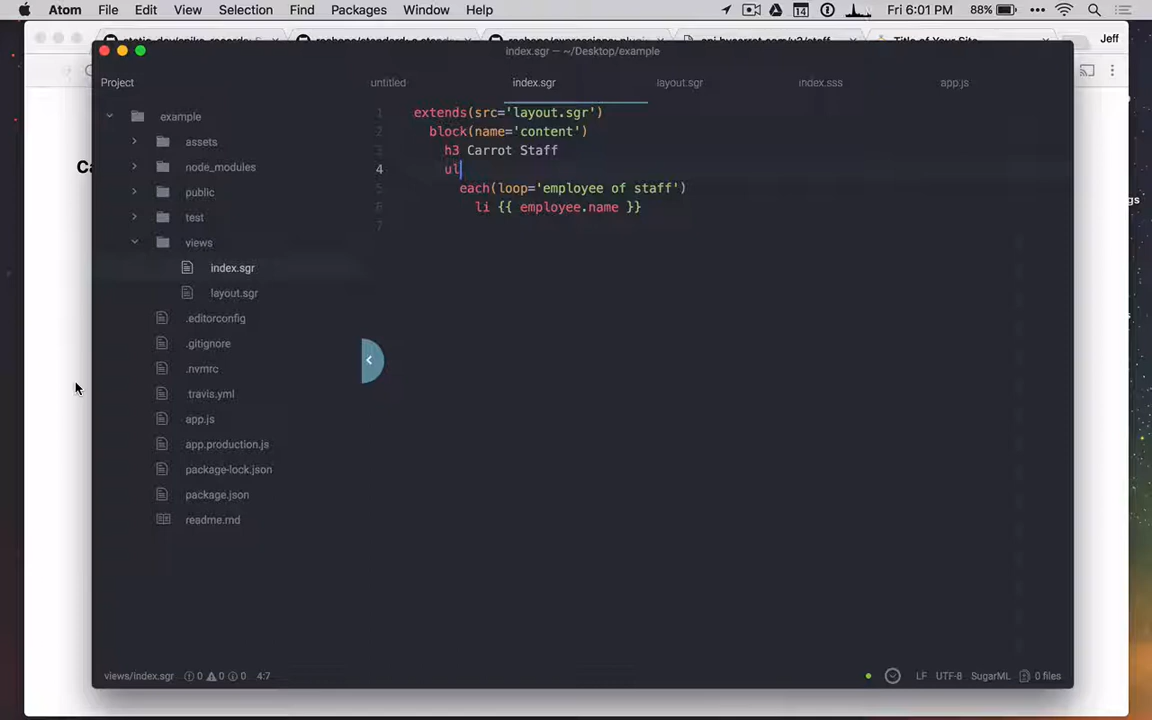 Atom File Edit View Selection Find Packages Window Help 14 Fri 6:01 PM 88%
Jeff
index.sgr — ~/Desktop/example
Project untitled index.sgr layout.sgr index.sss app.js
example
assets
node_modules
public
test
views
index.sgr
layout.sgr
.editorconfig
.gitignore
.nvmrc
.travis.yml
app.js
app.production.js
package-lock.json
package.json
readme.md
1 extends(src='layout.sgr')
2 block(name='content')
3 h3 Carrot Staff
4 ul
5 each(loop='employee of staff')
6 li {{ employee.name }}
7
views/index.sgr 0 0 0 4:7 LF UTF-8 SugarML 0 files